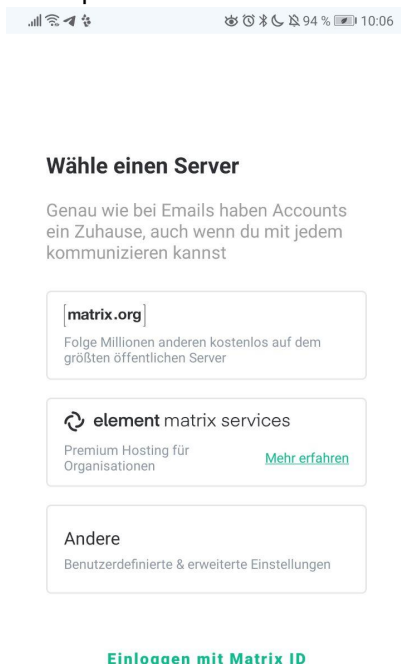 94 % 10:06
Wähle einen Server
Genau wie bei Emails haben Accounts
ein Zuhause, auch wenn du mit jedem
kommunizieren kannst
[matrix.org]
Folge Millionen anderen kostenlos auf dem
größten öffentlichen Server
element matrix services
Premium Hosting für
Organisationen
Mehr erfahren
Andere
Benutzerdefinierte & erweiterte Einstellungen
Einloggen mit Matrix ID